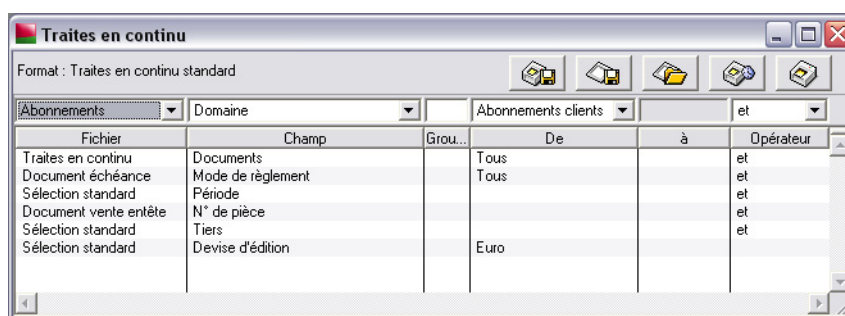 Traites en continu
Format : Traites en continu standard
Abonnements Domaine Abonnements clients et
Fichier Champ Grou... De à Opérateur
Traites en continu Documents Tous et
Document échéance Mode de règlement Tous et
Sélection standard Période et
Document vente entête N° de pièce et
Sélection standard Tiers et
Sélection standard Devise d'édition Euro